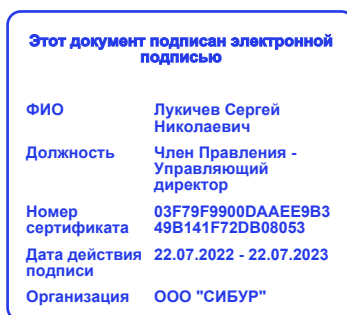 Этот документ подписан электронной
подписью
ФИО Лукичев Сергей
Николаевич
Должность Член Правления -
Управляющий
директор
Номер 03F79F9900DAAEE9B3
сертификата 49B141F72DB08053
Дата действия 22.07.2022 - 22.07.2023
подписи
Организация ООО "СИБУР"